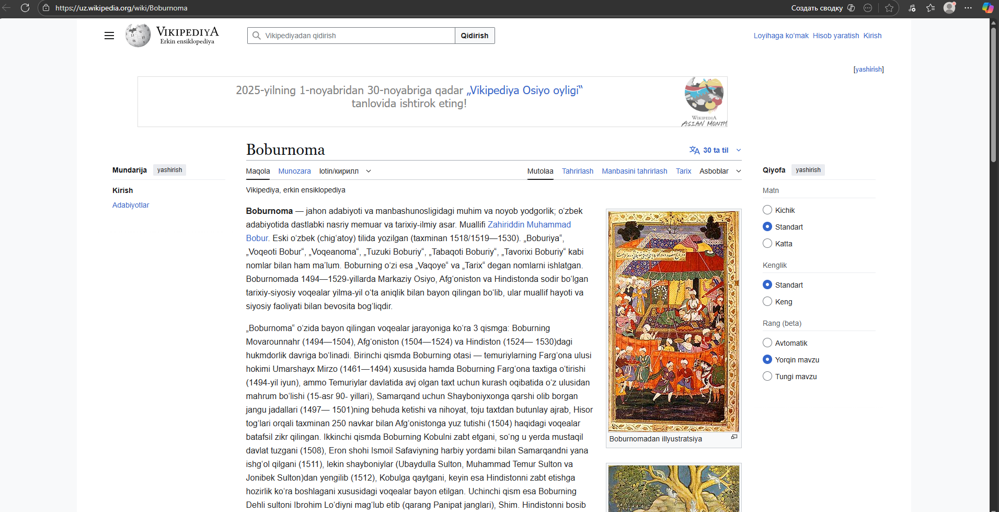 https://uz.wikipedia.org/wiki/Boburnoma
Создать сводку
VIKIPEDIYA
Erkin ensiklopediya
Vikipediyadan qidirish
Qidirish
Loyihaga koʻmak Hisob yaratish Kirish
[yashirish]
2025-yilning 1-noyabridan 30-noyabriga qadar „Vikipediya Osiyo oyligi“
tanlovida ishtirok eting!
WIKIPEDIA
ASIAN MONTH
Boburnoma
30 ta til
Mundarija yashirish
Kirish
Adabiyotlar
Maqola Munozara lotin/кирилл
Mutolaa Tahrirlash Manbasini tahrirlash Tarix Asboblar
Vikipediya, erkin ensiklopediya
Boburnoma — jahon adabiyoti va manbashunosligidagi muhim va noyob yodgorlik; oʻzbek
adabiyotida dastlabki nasriy memuar va tarixiy-ilmiy asar. Muallifi Zahiriddin Muhammad
Bobur. Eski oʻzbek (chigʻatoy) tilida yozilgan (taxminan 1518/1519—1530). „Boburiya“,
„Voqeoti Bobur“, „Voqeanoma“, „Tuzuki Boburiy“, „Tabaqoti Boburiy“, „Tavorixi Boburiy“ kabi
nomlar bilan ham maʼlum. Boburning oʻzi esa „Vaqoye“ va „Tarix“ degan nomlarni ishlatgan.
Boburnomada 1494—1529-yillarda Markaziy Osiyo, Afgʻoniston va Hindistonda sodir boʻlgan
tarixiy-siyosiy voqealar yilma-yil oʻta aniqlik bilan bayon qilingan boʻlib, ular muallif hayoti va
siyosiy faoliyati bilan bevosita bogʻliqdir.
„Boburnoma“ oʻzida bayon qilingan voqealar jarayoniga koʻra 3 qismga: Boburning
Movarounnahr (1494—1504), Afgʻoniston (1504—1524) va Hindiston (1524— 1530)dagi
hukmdorlik davriga boʻlinadi. Birinchi qismda Boburning otasi — temuriylarning Fargʻona ulusi
hokimi Umarshayx Mirzo (1461—1494) xususida hamda Boburning Fargʻona taxtiga oʻtirishi
(1494-yil iyun), ammo Temuriylar davlatida avj olgan taxt uchun kurash oqibatida oʻz ulusidan
mahrum boʻlishi (15-asr 90- yillari), Samarqand uchun Shayboniyxonga qarshi olib borgan
jangu jadallari (1497— 1501)ning behuda ketishi va nihoyat, toju taxtdan butunlay ajrab, Hisor
togʻlari orqali taxminan 250 navkar bilan Afgʻonistonga yuz tutishi (1504) haqidagi voqealar
batafsil zikr qilingan. Ikkinchi qismda Boburning Kobulni zabt etgani, soʻng u yerda mustaqil
davlat tuzgani (1508), Eron shohi Ismoil Safaviyning harbiy yordami bilan Samarqandni yana
ishgʻol qilgani (1511), lekin shayboniylar (Ubaydulla Sulton, Muhammad Temur Sulton va
Jonibek Sulton)dan yengilib (1512), Kobulga qaytgani, keyin esa Hindistonni zabt etishga
hozirlik koʻra boshlagani xususidagi voqealar bayon etilgan. Uchinchi qism esa Boburning
Dehli sultoni Ibrohim Loʻdiyni magʻlub etib (qarang Panipat janglari), Shim. Hindistonni bosib
Boburnomadan illyustratsiya
Qiyofa yashirish
Matn
Kichik
Standart
Katta
Kenglik
Standart
Keng
Rang (beta)
Avtomatik
Yorqin mavzu
Tungi mavzu